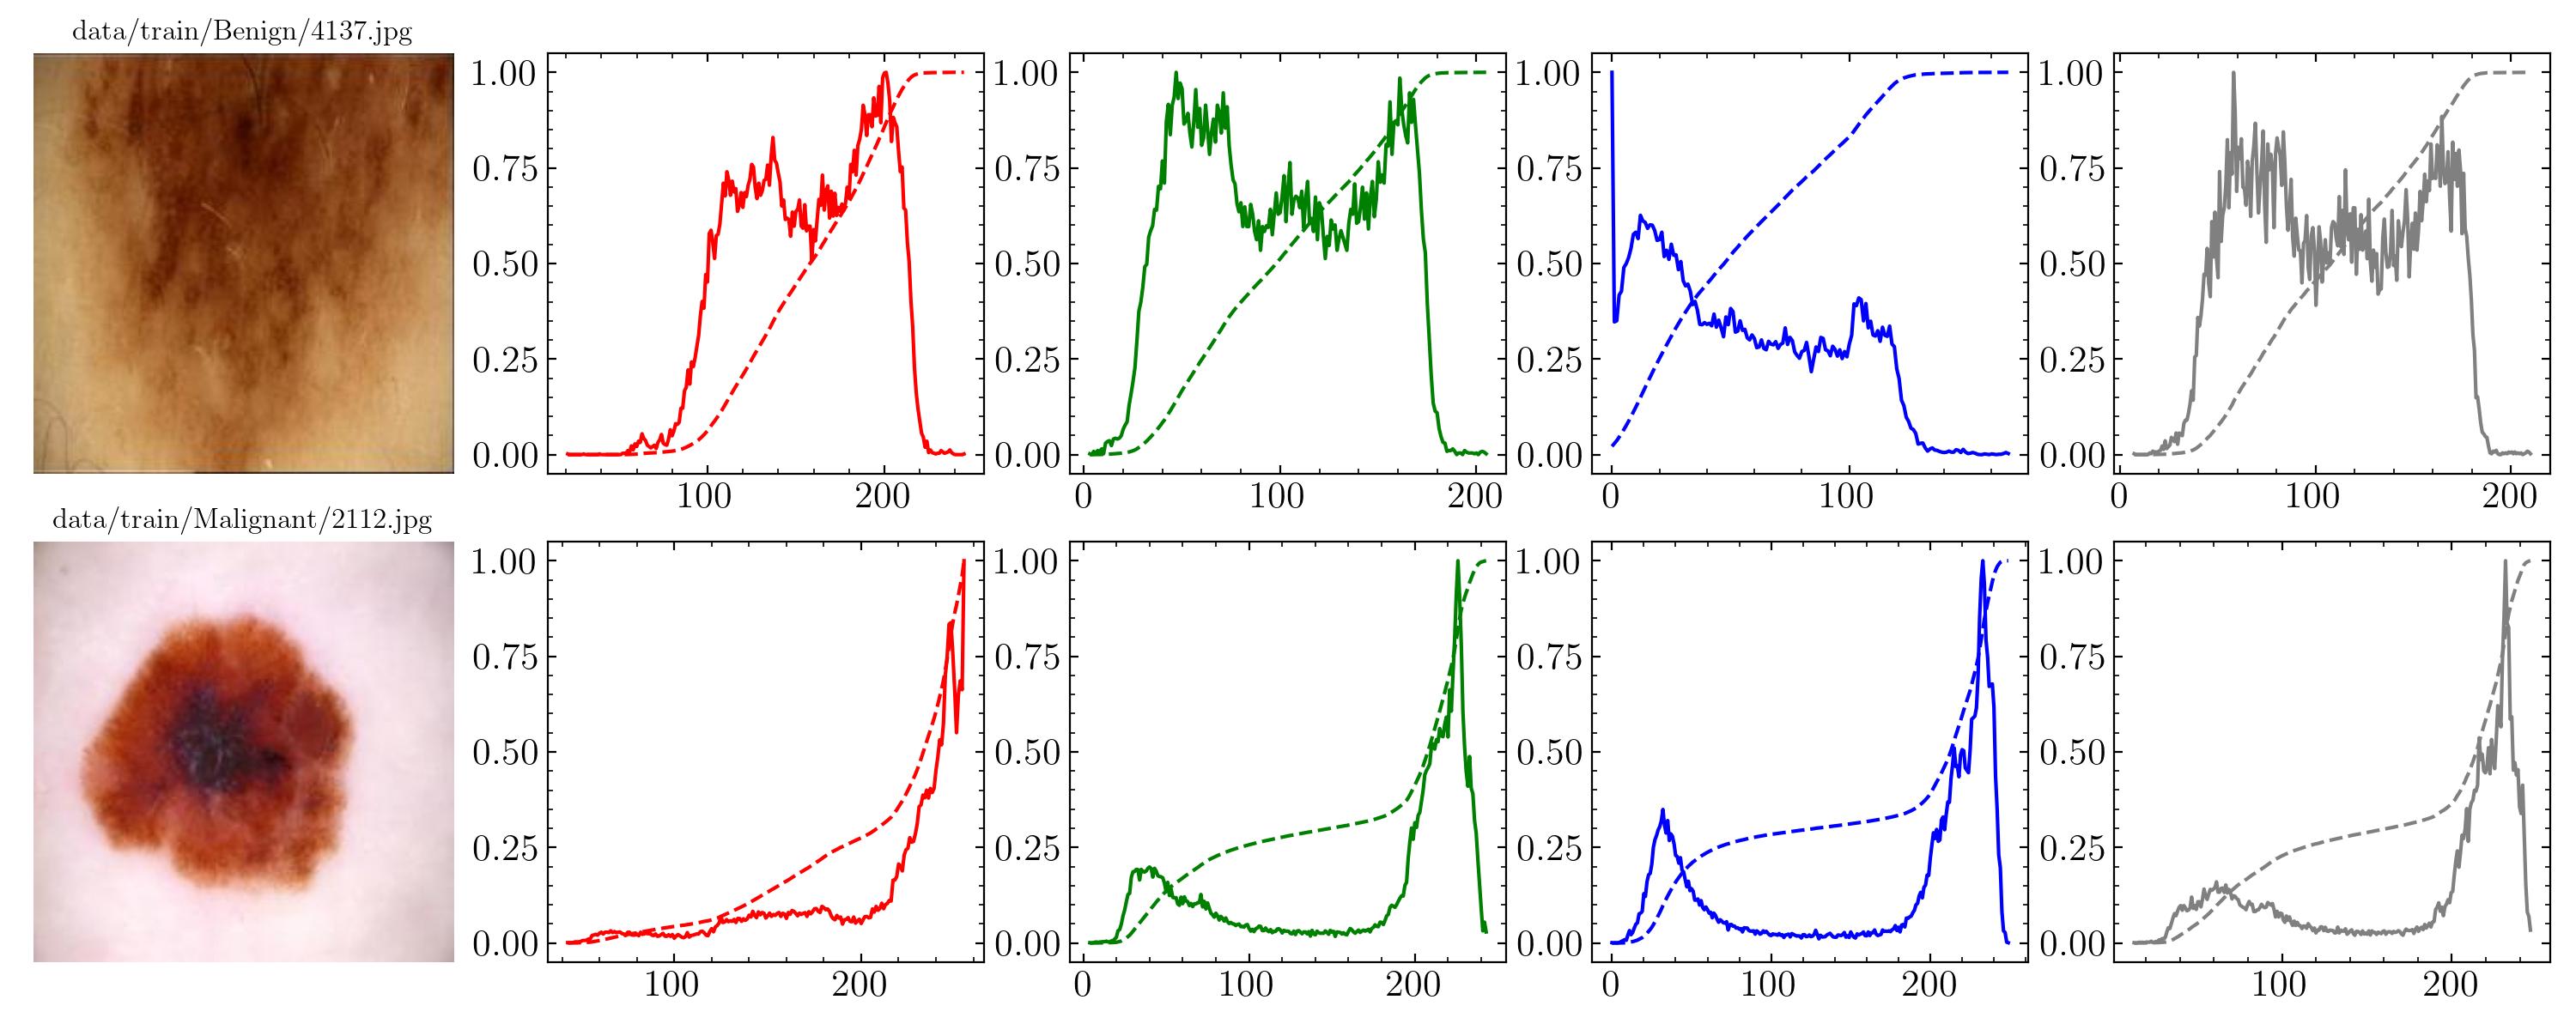 data/train/Benign/4137.jpg
1.00 1.00 1.00 1.00
0.75 0.75 0.75 0.75
0.50 0.50 0.50 0.50
0.25 0.25 0.25 0.25
0.00 0.00 0.00 0.00
100 200 0 100 200 0 100 0 100 200
data/train/Malignant/2112.jpg
1.00 1.00 1.00 1.00
0.75 0.75 0.75 0.75
0.50 0.50 0.50 0.50
0.25 0.25 0.25 0.25
0.00 0.00 0.00 0.00
100 200 0 100 200 0 100 200 100 200